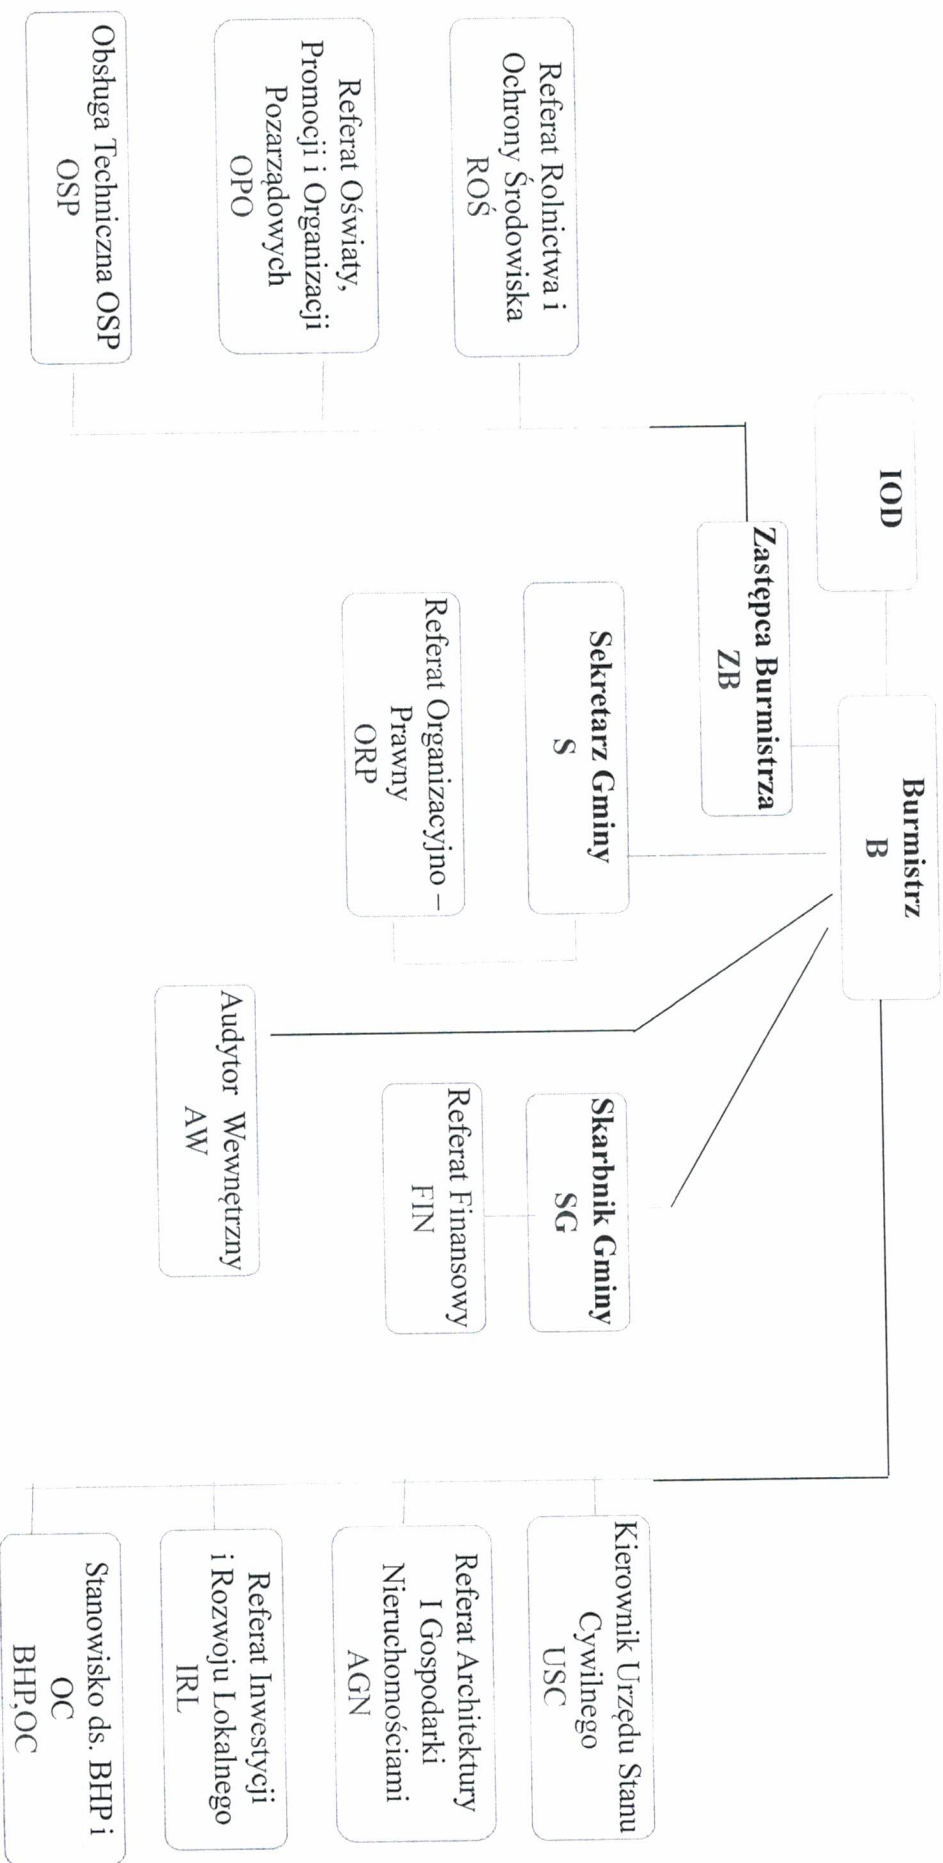 Burmistrz
B
IOD
Zastępca Burmistrza
ZB
Sekretarz Gminy
S
Skarbnik Gminy
SG
Kierownik Urzędu Stanu
Cywilnego
USC
Referat Rolnictwa i
Ochrony Środowiska
ROŚ
Referat Organizacyjno –
Prawny
ORP
Referat Finansowy
FIN
Referat Architektury
I Gospodarki
Nieruchomościami
AGN
Referat Oświaty,
Promocji i Organizacji
Pozarządowych
OPO
Audytor Wewnętrzny
AW
Referat Inwestycji
i Rozwoju Lokalnego
IRL
Obsługa Techniczna OSP
OSP
Stanowisko ds. BHP i
OC
BHP,OC